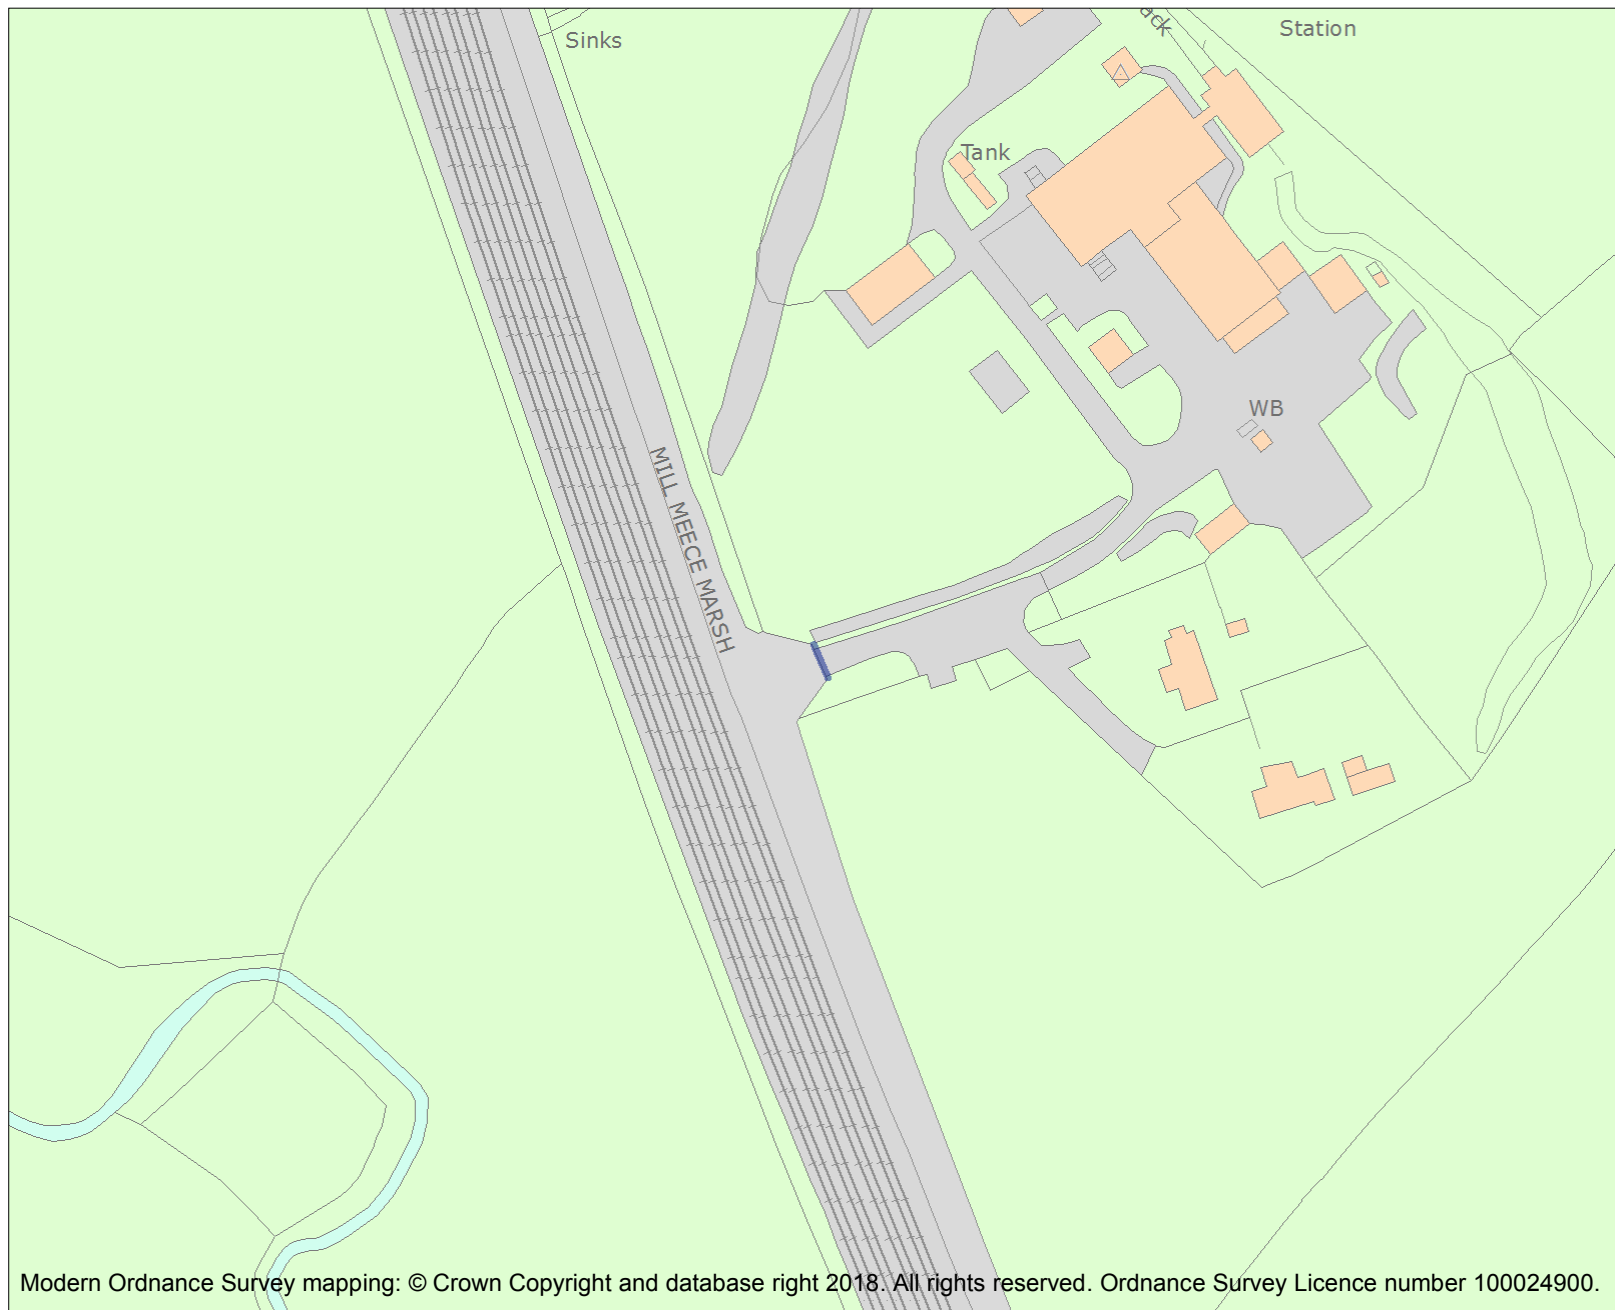 Sinks
ack
Station
Tank
WB
MILL MEECE MARSH
Modern Ordnance Survey mapping: © Crown Copyright and database right 2018. All rights reserved. Ordnance Survey Licence number 100024900.